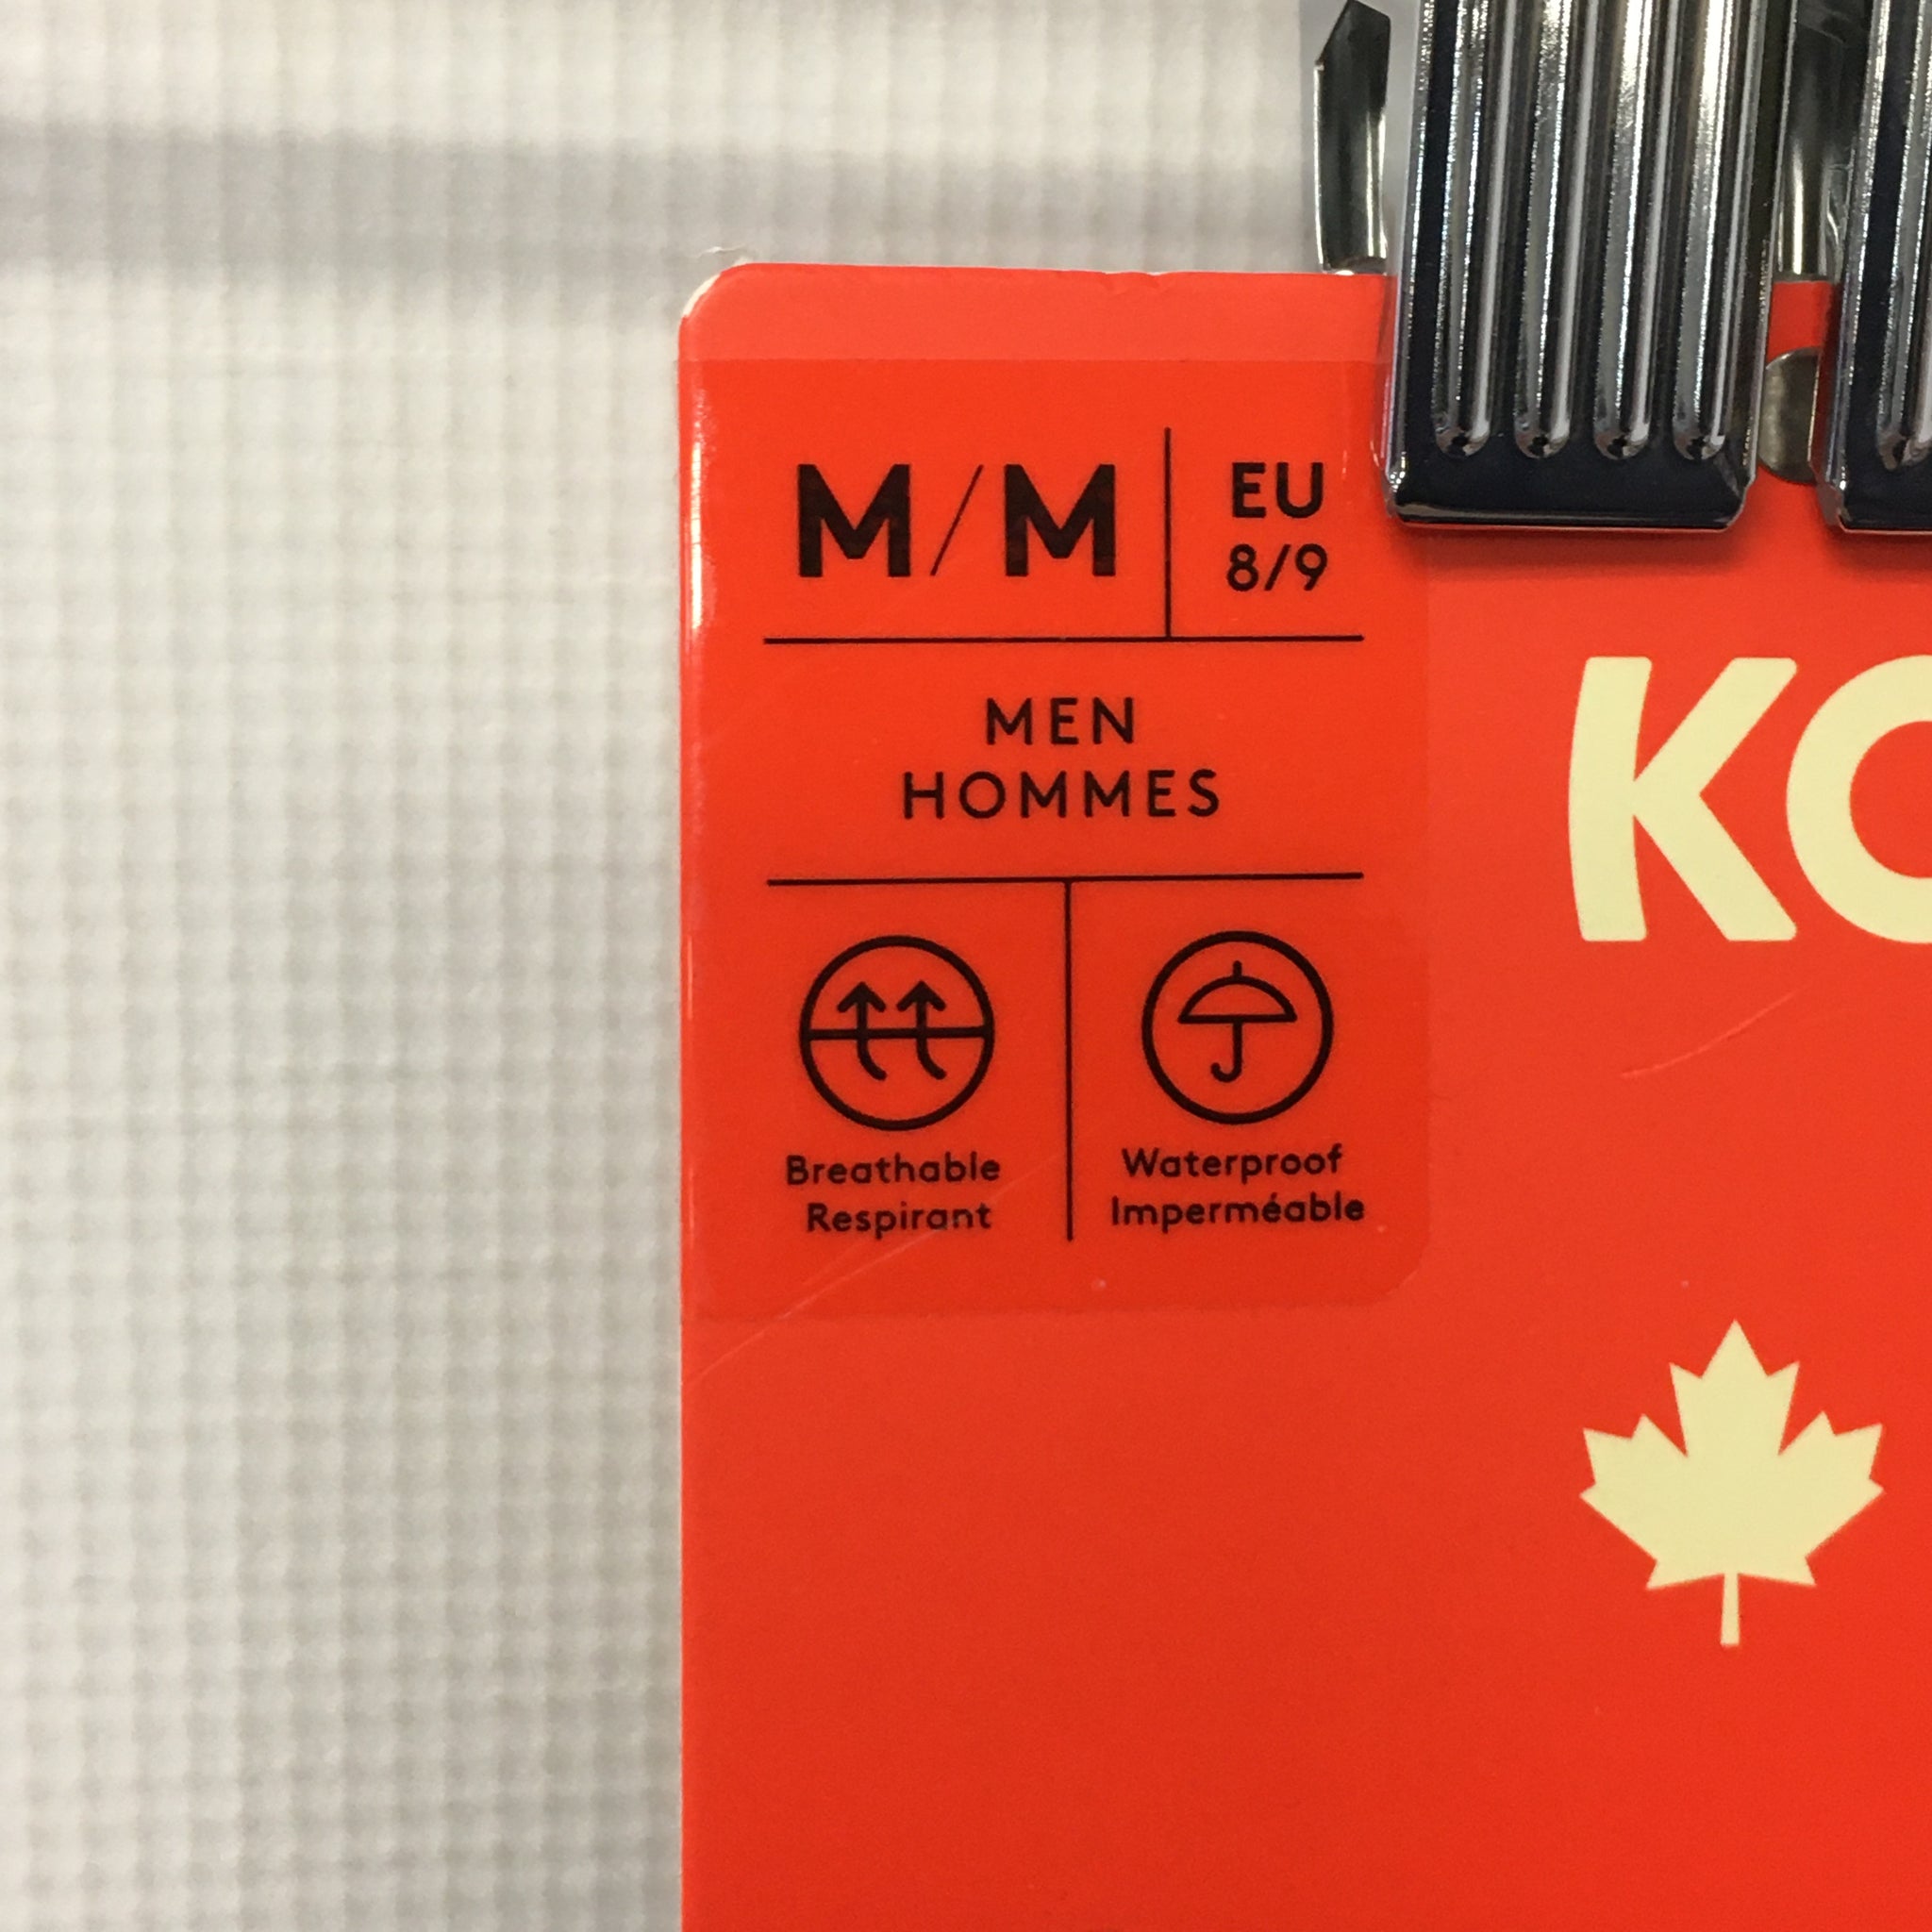 M/M
EU
8/9
MEN
HOMMES
Breathable
Respirant
Waterproof
Imperméable